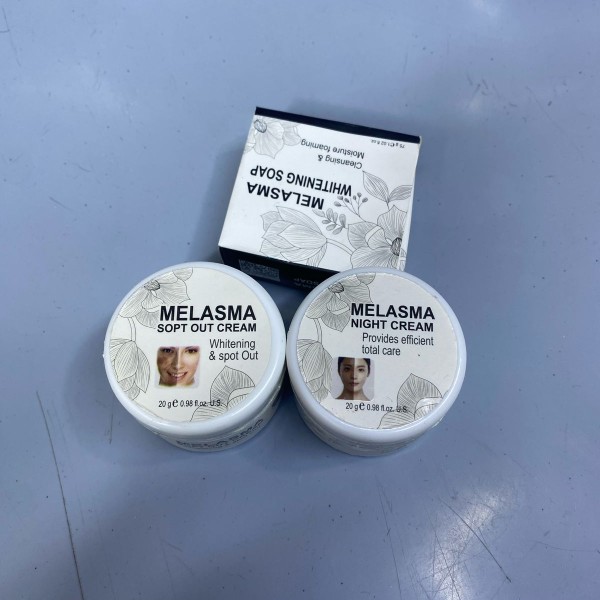 MELASMA
WHITENING SOAP
Cleansing &
Moisture foaming
MELASMA
SOPT OUT CREAM
Whitening
& spot Out
20 g e 0.98 fl.oz. U.S.
MELASMA
MELASMA
NIGHT CREAM
Provides efficient
total care
20 g e 0.98 fl.oz. U.S.